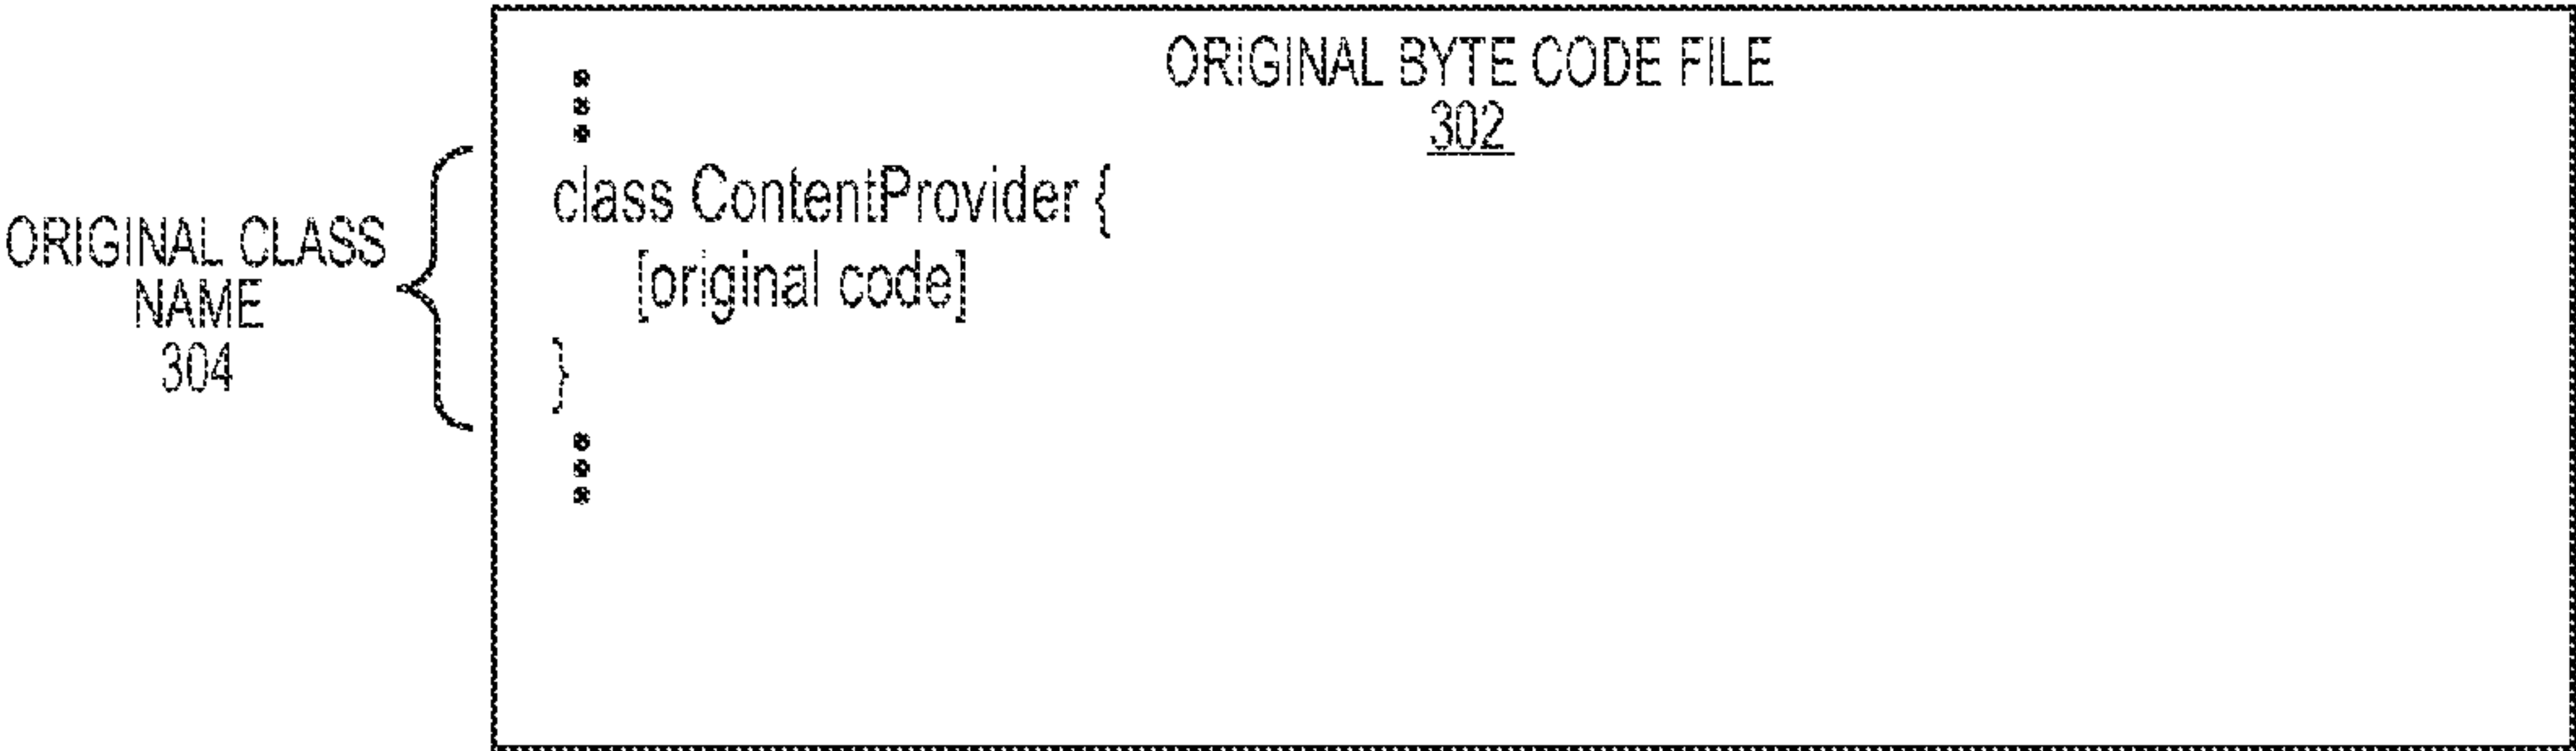 ORIGINAL BYTE CODE FILE
302
class ContentProvider {
[original code]
}
ORIGINAL CLASS
NAME
304